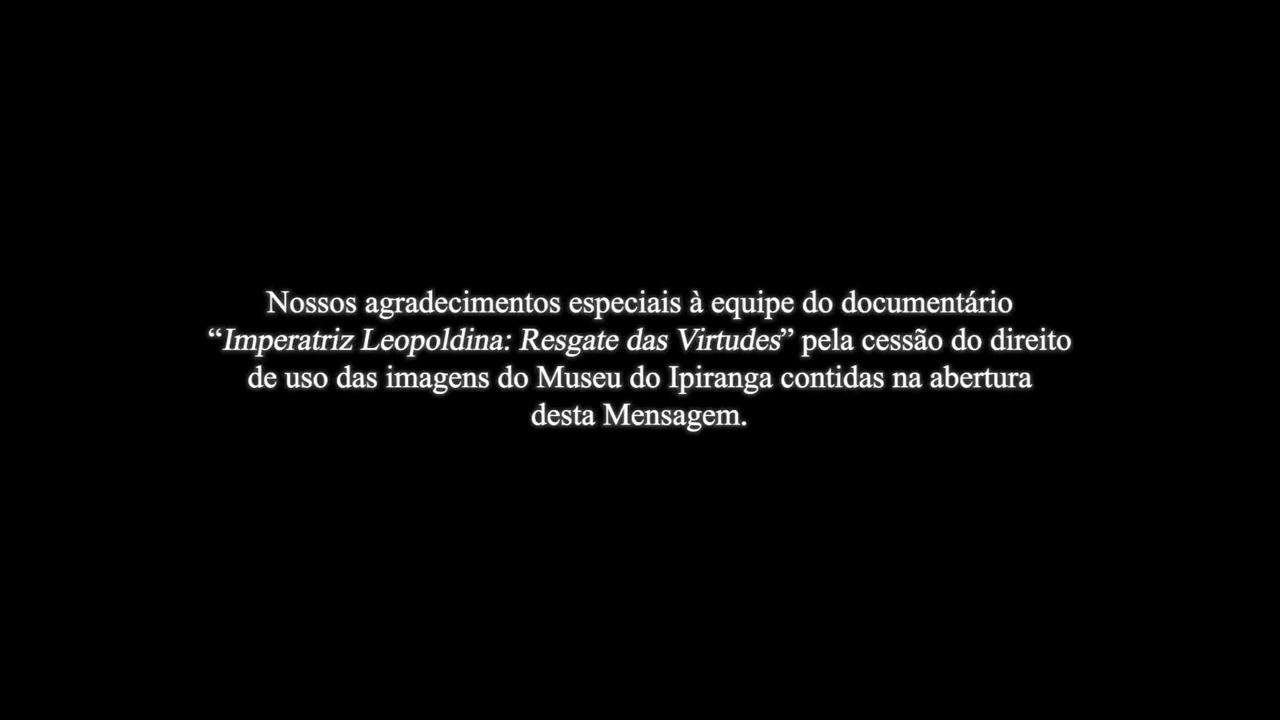 Nossos agradecimentos especiais à equipe do documentário
“Imperatriz Leopoldina: Resgate das Virtudes” pela cessão do direito
de uso das imagens do Museu do Ipiranga contidas na abertura
desta Mensagem.